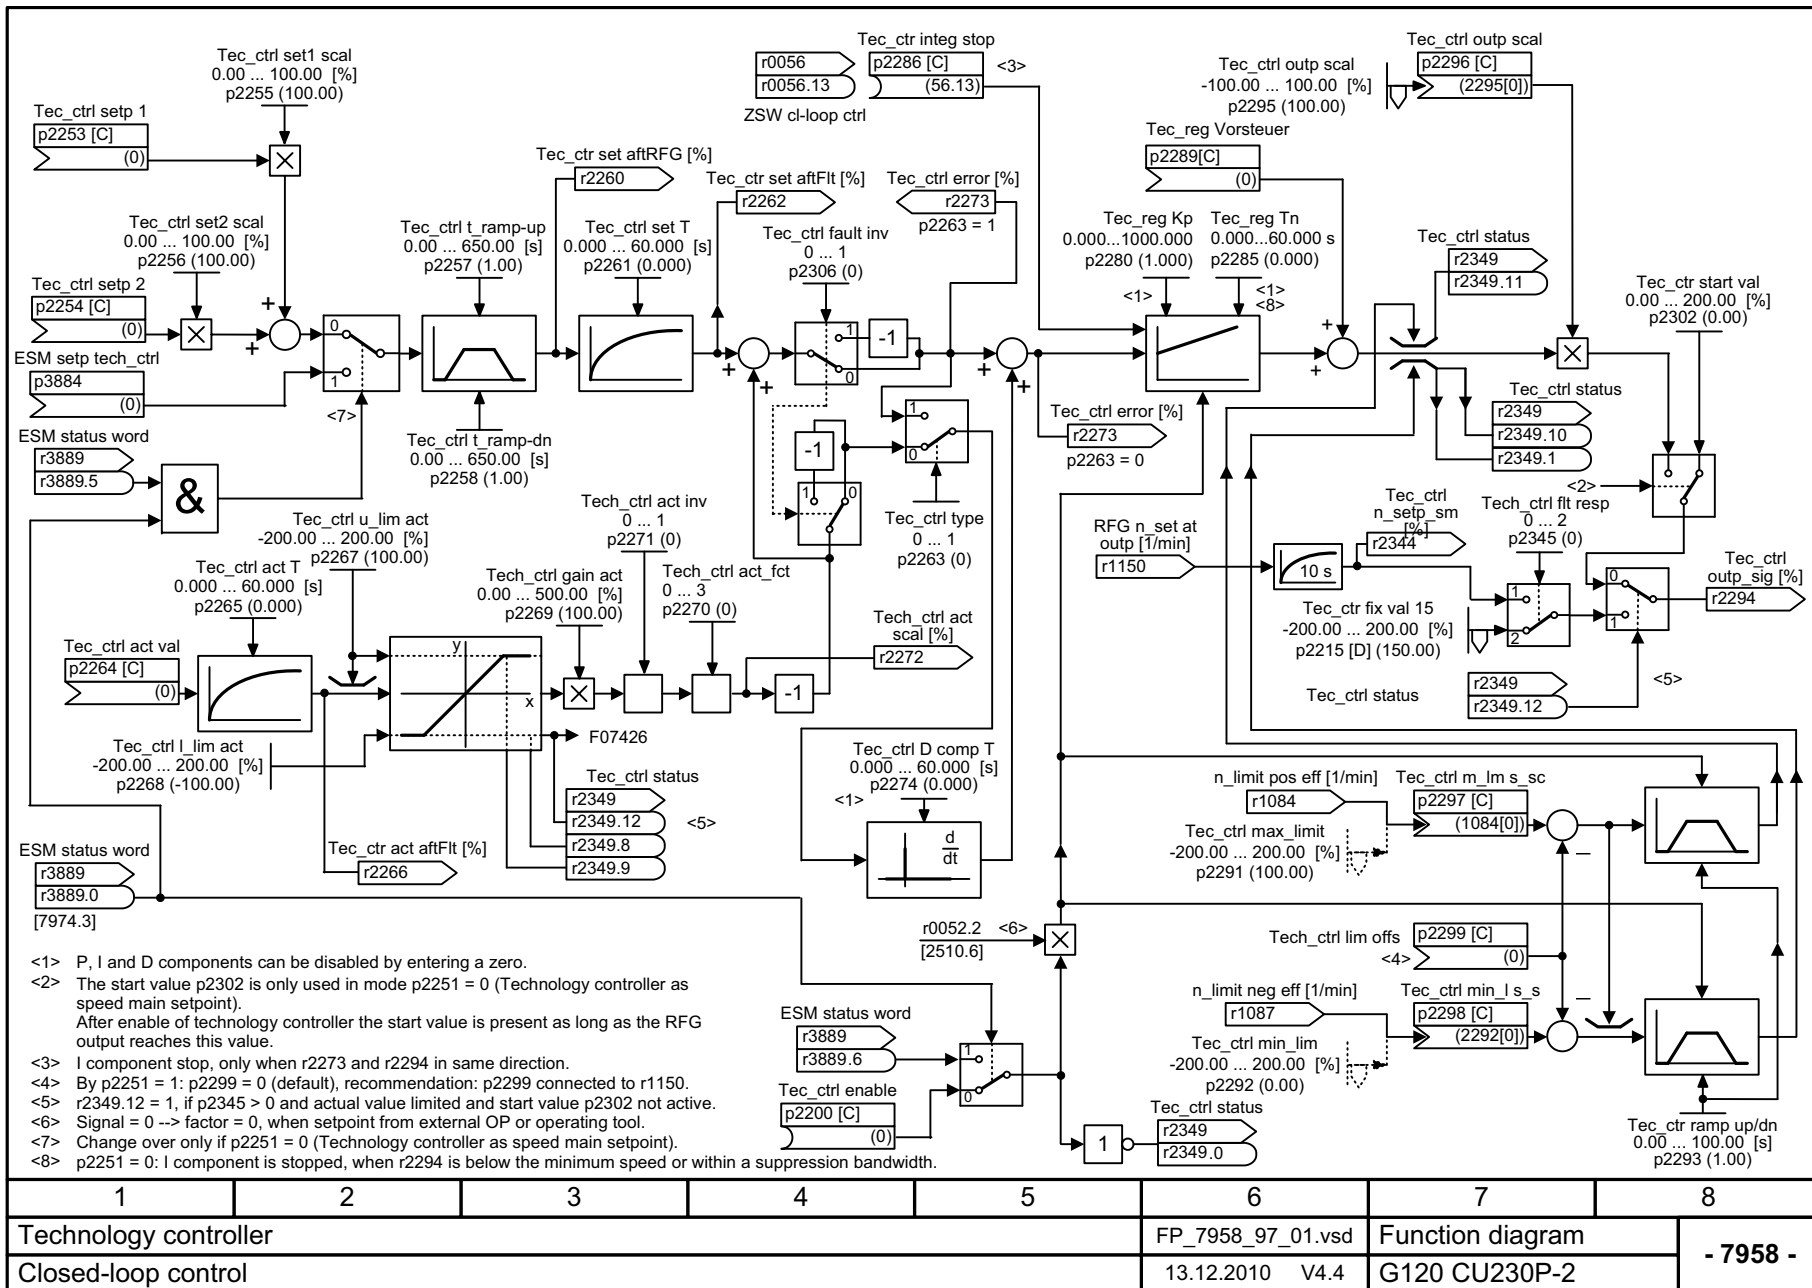 Tec_ctrl set1 scal
0.00 ... 100.00 [%]
p2255 (100.00)
Tec_ctrl setp 1
p2253 [C]
(0)
Tec_ctrl set2 scal
0.00 ... 100.00 [%]
p2256 (100.00)
Tec_ctrl setp 2
p2254 [C]
(0)
ESM setp tech_ctrl
p3884
(0)
ESM status word
r3889
r3889.5
&
+
+
0
1
<7>
Tec_ctrl t_ramp-up
0.00 ... 650.00 [s]
p2257 (1.00)
Tec_ctrl t_ramp-dn
0.00 ... 650.00 [s]
p2258 (1.00)
Tec_ctr set aftRFG [%]
r2260
Tec_ctrl set T
0.000 ... 60.000 [s]
p2261 (0.000)
Tec_ctr set aftFlt [%]
r2262
Tec_ctrl fault inv
0 ... 1
p2306 (0)
+
+
1
0
-1
r0056
r0056.13
ZSW cl-loop ctrl
Tec_ctr integ stop
p2286 [C]
(56.13)
<3>
Tec_ctrl error [%]
r2273
p2263 = 1
+
+
Tec_ctrl error [%]
r2273
p2263 = 0
1
0
Tec_ctrl type
0 ... 1
p2263 (0)
-1
1
0
Tec_reg Kp
0.000...1000.000
p2280 (1.000)
<1>
Tec_reg Tn
0.000...60.000 s
p2285 (0.000)
<1>
<8>
Tec_reg Vorsteuer
p2289[C]
(0)
+
+
Tec_ctrl outp scal
-100.00 ... 100.00 [%]
p2295 (100.00)
Tec_ctrl outp scal
p2296 [C]
(2295[0])
Tec_ctrl status
r2349
r2349.11
Tec_ctr start val
0.00 ... 200.00 [%]
p2302 (0.00)
Tec_ctrl status
r2349
r2349.10
r2349.1
<2>
RFG n_set at
outp [1/min]
r1150
10 s
Tec_ctrl
n_setp_sm
[%]
r2344
Tech_ctrl flt resp
0 ... 2
p2345 (0)
1
2
Tec_ctr fix val 15
-200.00 ... 200.00 [%]
p2215 [D] (150.00)
0
1
Tec_ctrl
outp_sig [%]
r2294
Tec_ctrl status
r2349
r2349.12
<5>
Tec_ctrl u_lim act
-200.00 ... 200.00 [%]
p2267 (100.00)
Tec_ctrl act T
0.000 ... 60.000 [s]
p2265 (0.000)
Tec_ctrl act val
p2264 [C]
(0)
Tec_ctrl l_lim act
-200.00 ... 200.00 [%]
p2268 (-100.00)
y
x
Tech_ctrl gain act
0.00 ... 500.00 [%]
p2269 (100.00)
Tech_ctrl act inv
0 ... 1
p2271 (0)
Tech_ctrl act_fct
0 ... 3
p2270 (0)
-1
Tech_ctrl act
scal [%]
r2272
F07426
Tec_ctrl status
r2349
r2349.12
<5>
r2349.8
r2349.9
Tec_ctr act aftFlt [%]
r2266
Tec_ctrl D comp T
0.000 ... 60.000 [s]
p2274 (0.000)
<1>
d
dt
ESM status word
r3889
r3889.0
[7974.3]
r0052.2
<6>
[2510.6]
n_limit pos eff [1/min]
r1084
Tec_ctrl max_limit
-200.00 ... 200.00 [%]
p2291 (100.00)
Tec_ctrl m_lm s_sc
p2297 [C]
(1084[0])
Tech_ctrl lim offs
<4>
p2299 [C]
(0)
n_limit neg eff [1/min]
r1087
Tec_ctrl min_lim
-200.00 ... 200.00 [%]
p2292 (0.00)
Tec_ctrl min_l s_s
p2298 [C]
(2292[0])
Tec_ctr ramp up/dn
0.00 ... 100.00 [s]
p2293 (1.00)
ESM status word
r3889
r3889.6
1
0
Tec_ctrl enable
p2200 [C]
(0)
1
Tec_ctrl status
r2349
r2349.0
<1> P, I and D components can be disabled by entering a zero.
<2> The start value p2302 is only used in mode p2251 = 0 (Technology controller as
speed main setpoint).
After enable of technology controller the start value is present as long as the RFG
output reaches this value.
<3> I component stop, only when r2273 and r2294 in same direction.
<4> By p2251 = 1: p2299 = 0 (default), recommendation: p2299 connected to r1150.
<5> r2349.12 = 1, if p2345 > 0 and actual value limited and start value p2302 not active.
<6> Signal = 0 --> factor = 0, when setpoint from external OP or operating tool.
<7> Change over only if p2251 = 0 (Technology controller as speed main setpoint).
<8> p2251 = 0: I component is stopped, when r2294 is below the minimum speed or within a suppression bandwidth.
1 2 3 4 5 6 7 8
Technology controller
FP_7958_97_01.vsd
Function diagram
- 7958 -
Closed-loop control
13.12.2010 V4.4
G120 CU230P-2